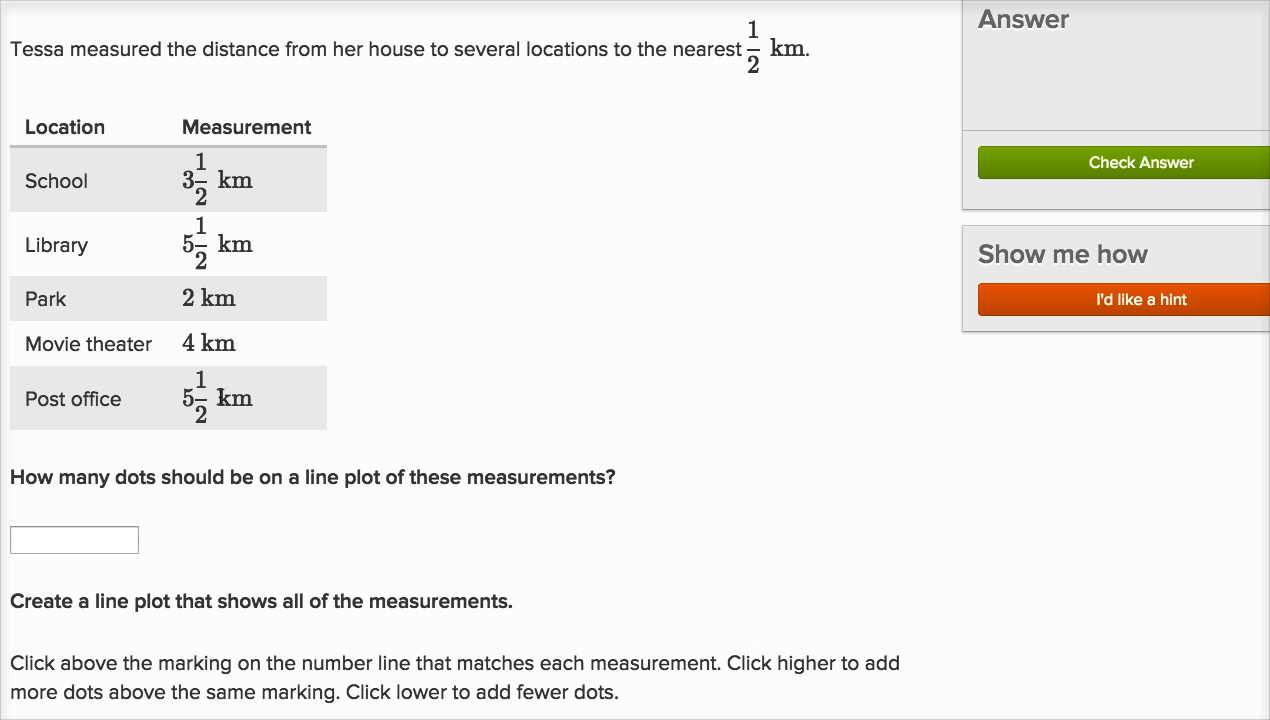 Tessa measured the distance from her house to several locations to the nearest 1/2 km.
Location Measurement
School 3 1/2 km
Library 5 1/2 km
Park 2 km
Movie theater 4 km
Post office 5 1/2 km
How many dots should be on a line plot of these measurements?
Create a line plot that shows all of the measurements.
Click above the marking on the number line that matches each measurement. Click higher to add
more dots above the same marking. Click lower to add fewer dots.
Answer
Check Answer
Show me how
I'd like a hint